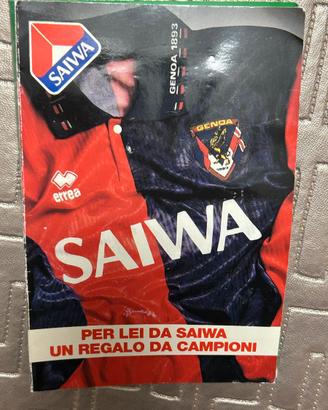 SAIWA
GENOA 1893
GENOA
errea
SAIWA
PER LEI DA SAIWA
UN REGALO DA CAMPIONI